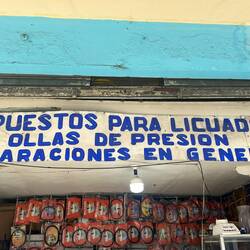 PUESTOS PARA LICUAD
OLLAS DE PRESION
ARACIONES EN GENE